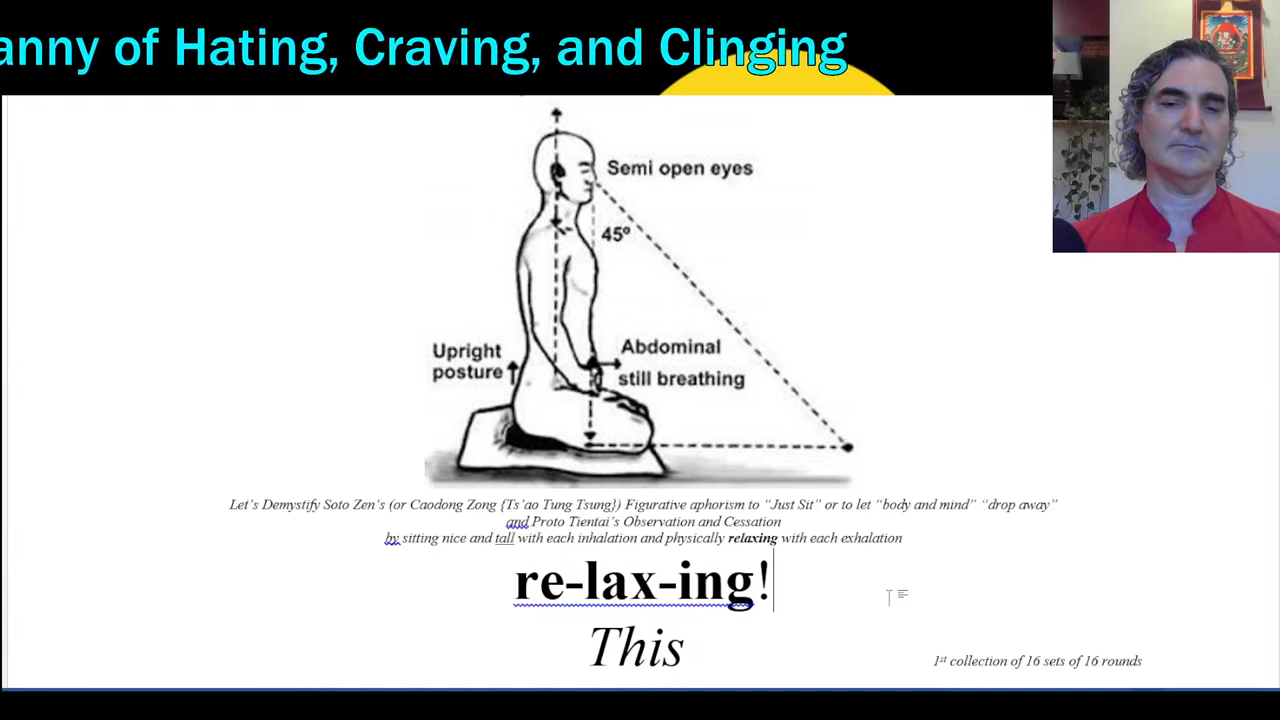 anny of Hating, Craving, and Clinging
Semi open eyes
45º
Upright
posture
Abdominal
still breathing
Let’s Demystify Soto Zen’s (or Caodong Zong {Ts’ao Tung Tsung}) Figurative aphorism to “Just Sit” or to let “body and mind” “drop away”
and Proto Tientai’s Observation and Cessation
by sitting nice and tall with each inhalation and physically relaxing with each exhalation
re-lax-ing!
This
1st collection of 16 sets of 16 rounds